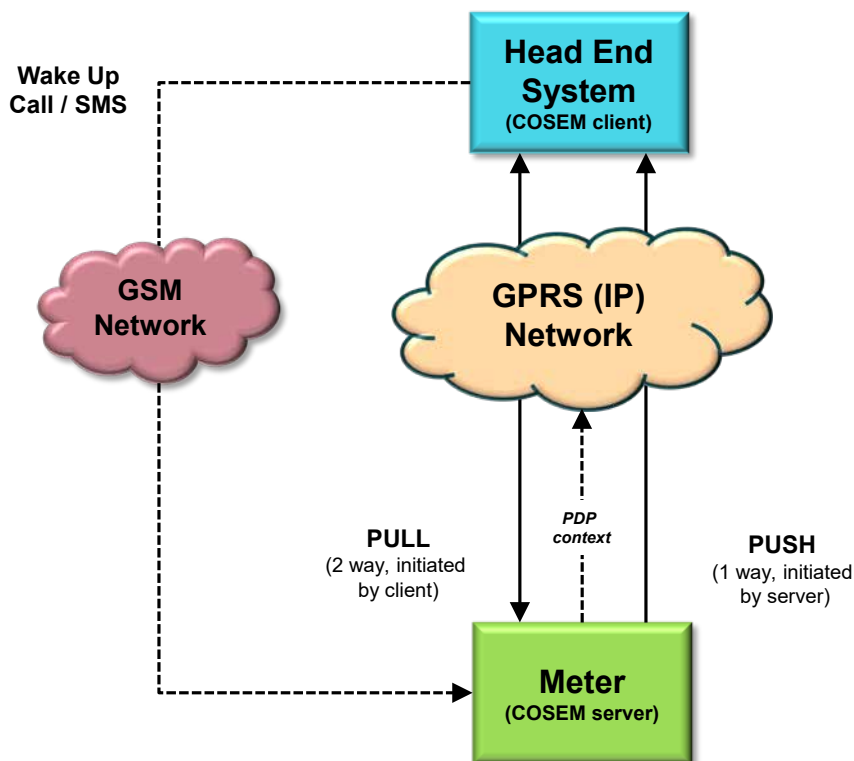 Head End
System
(COSEM client)
Wake Up
Call / SMS
GSM
Network
GPRS (IP)
Network
PDP
context
PULL
(2 way, initiated
by client)
PUSH
(1 way, initiated
by server)
Meter
(COSEM server)